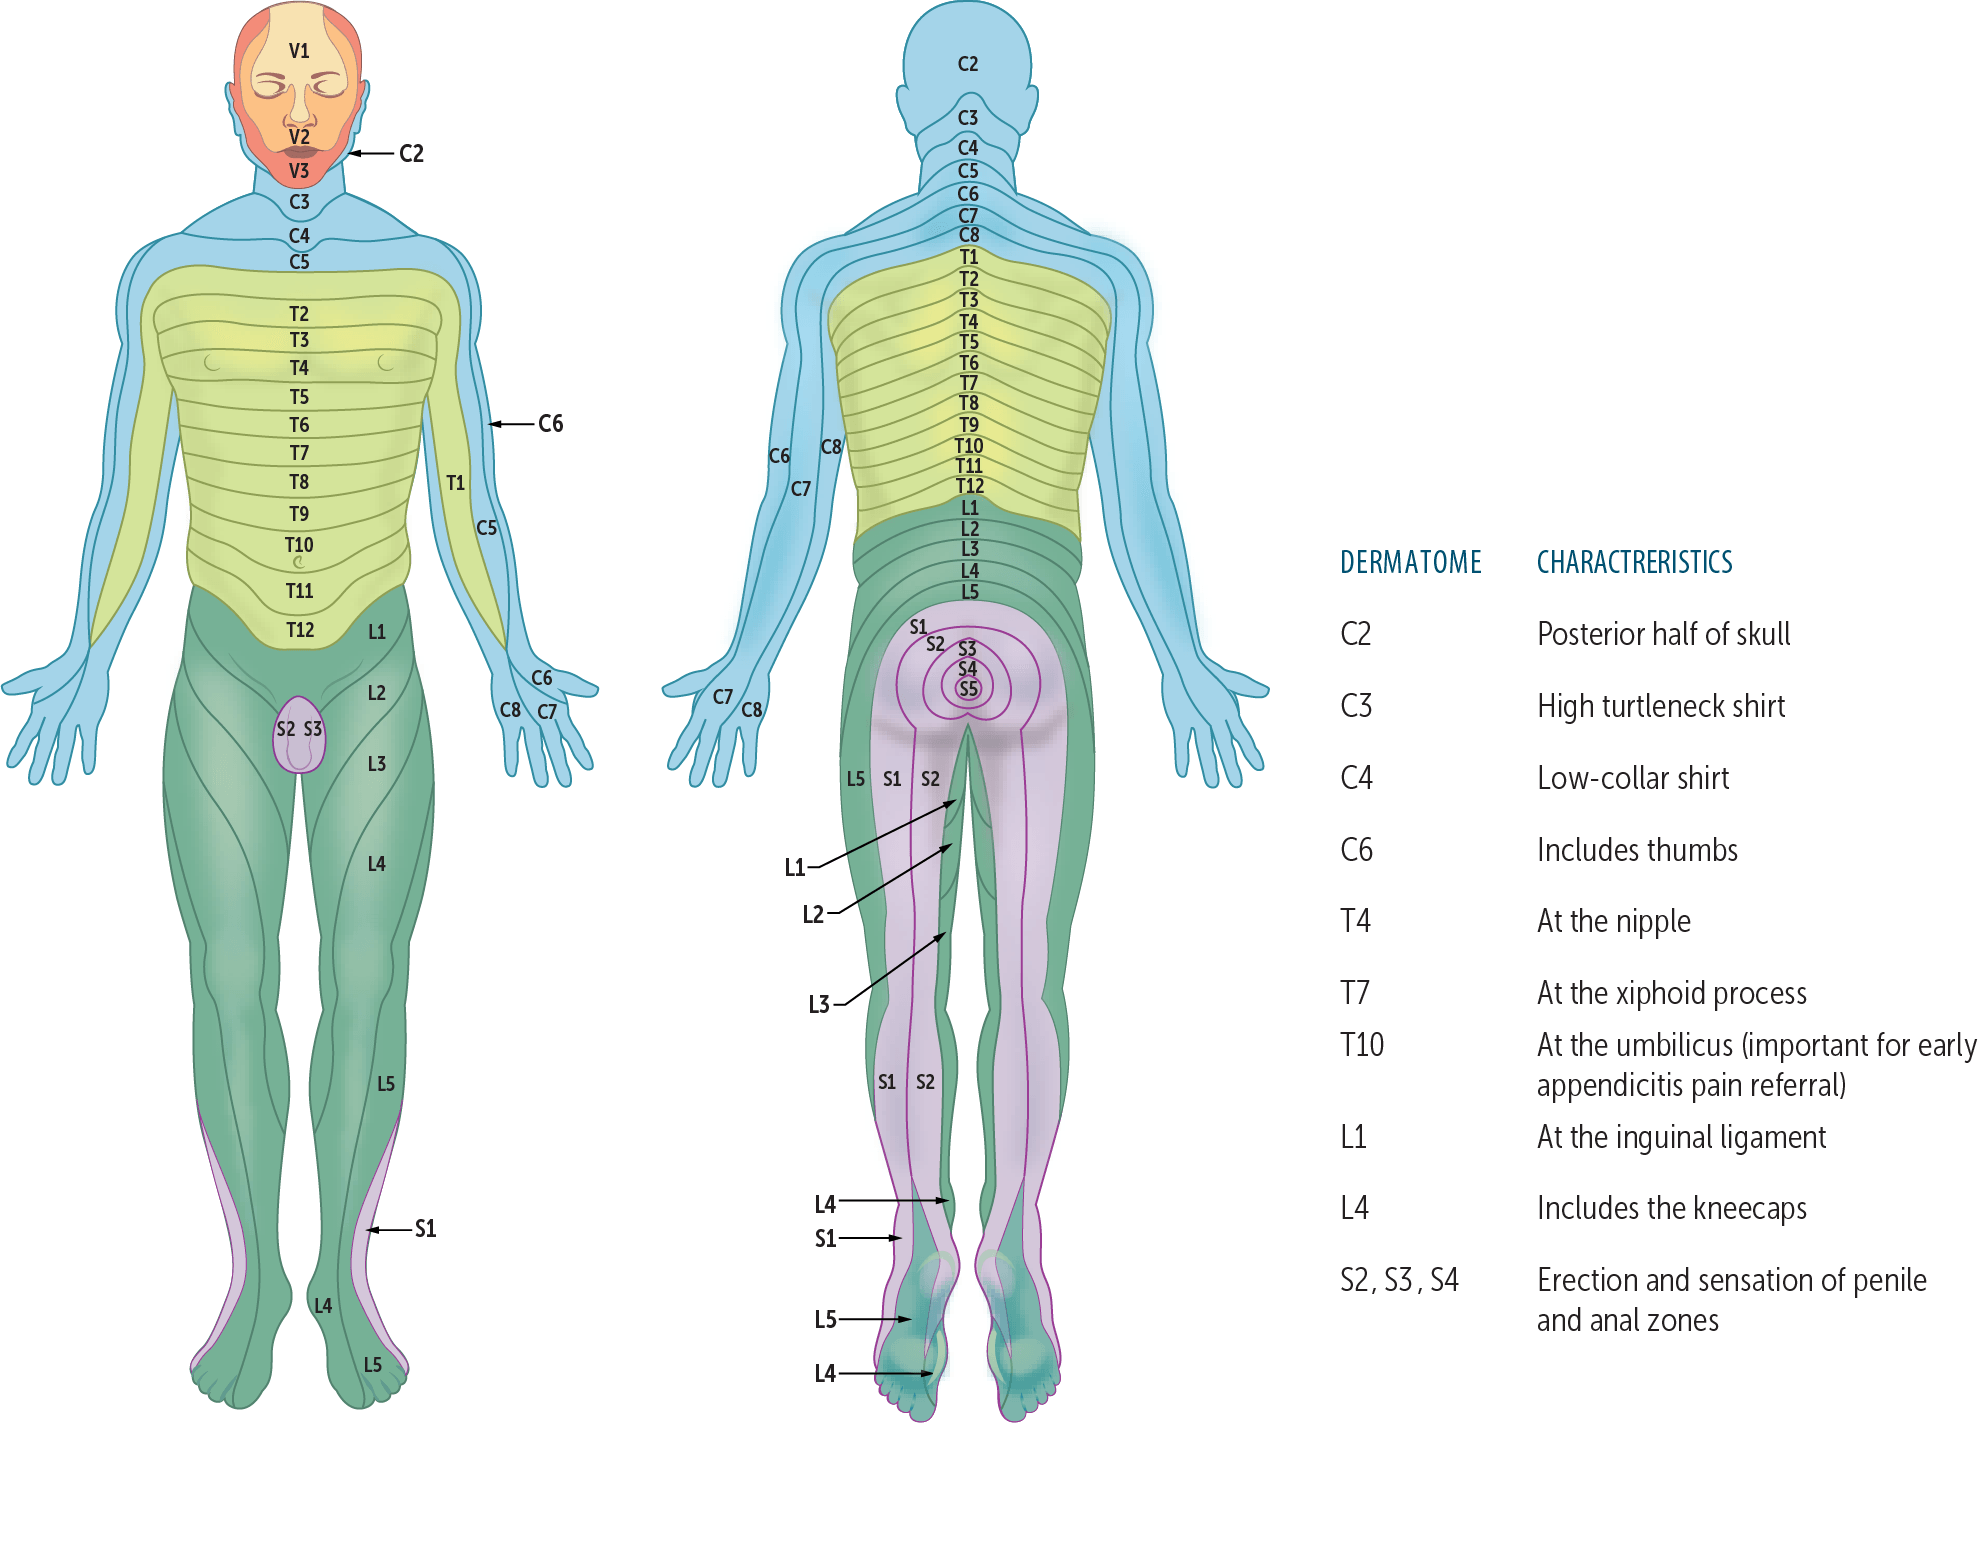 V1
V2
V3
C2
C3
C4
C5
T2
T3
T4
T5
T6
C6
T7
T8
T1
T9
C5
T10
T11
T12
L1
C6
L2
C8
C7
S2
S3
L3
L4
L5
S1
L4
L5
C2
C3
C4
C5
C6
C7
C8
T1
T2
T3
T4
T5
T6
T7
T8
T9
T10
T11
T12
C6
C8
C7
L1
L2
L3
L4
L5
S1
S2
S3
S4
S5
C7
C8
L5
S1
S2
L1
L2
L3
S1
S2
L4
S1
L5
L4
DERMATOME CHARACTRERISTICS
C2 Posterior half of skull
C3 High turtleneck shirt
C4 Low-collar shirt
C6 Includes thumbs
T4 At the nipple
T7 At the xiphoid process
T10 At the umbilicus (important for early
appendicitis pain referral)
L1 At the inguinal ligament
L4 Includes the kneecaps
S2, S3, S4 Erection and sensation of penile
and anal zones